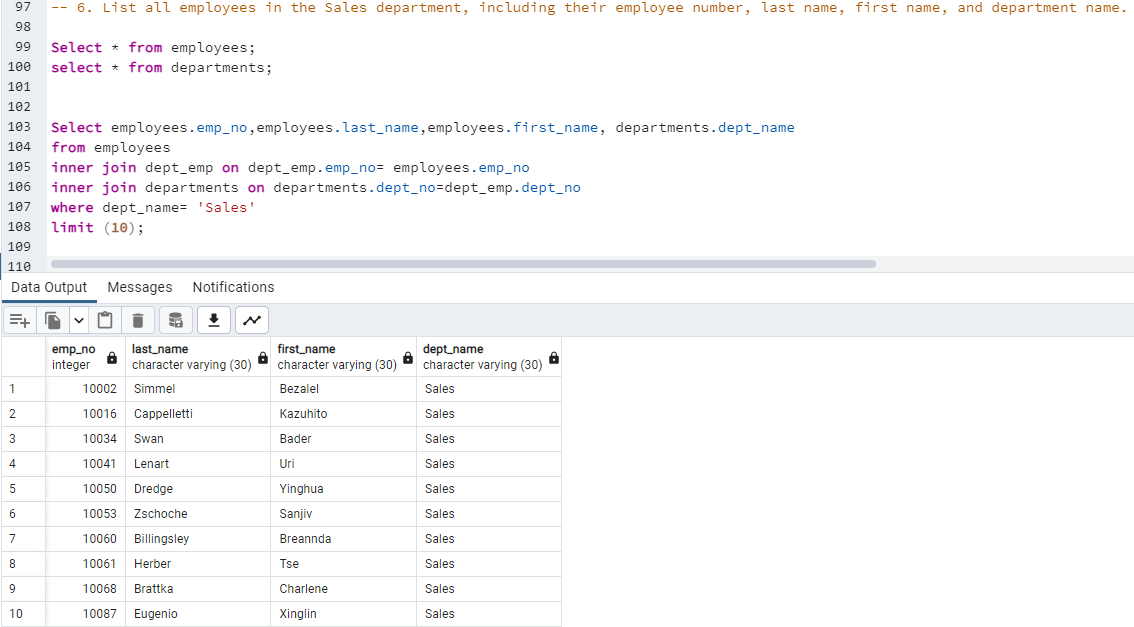 97 -- 6. List all employees in the Sales department, including their employee number, last name, first name, and department name.
98
99 Select * from employees;
100 select * from departments;
101
102
103 Select employees.emp_no,employees.last_name,employees.first_name, departments.dept_name
104 from employees
105 inner join dept_emp on dept_emp.emp_no= employees.emp_no
106 inner join departments on departments.dept_no=dept_emp.dept_no
107 where dept_name= 'Sales'
108 limit (10);
109
110
Data Output Messages Notifications
emp_no last_name first_name dept_name
integer character varying (30) character varying (30) character varying (30)
1 10002 Simmel Bezalel Sales
2 10016 Cappelletti Kazuhito Sales
3 10034 Swan Bader Sales
4 10041 Lenart Uri Sales
5 10050 Dredge Yinghua Sales
6 10053 Zschoche Sanjiv Sales
7 10060 Billingsley Breannda Sales
8 10061 Herber Tse Sales
9 10068 Brattka Charlene Sales
10 10087 Eugenio Xinglin Sales